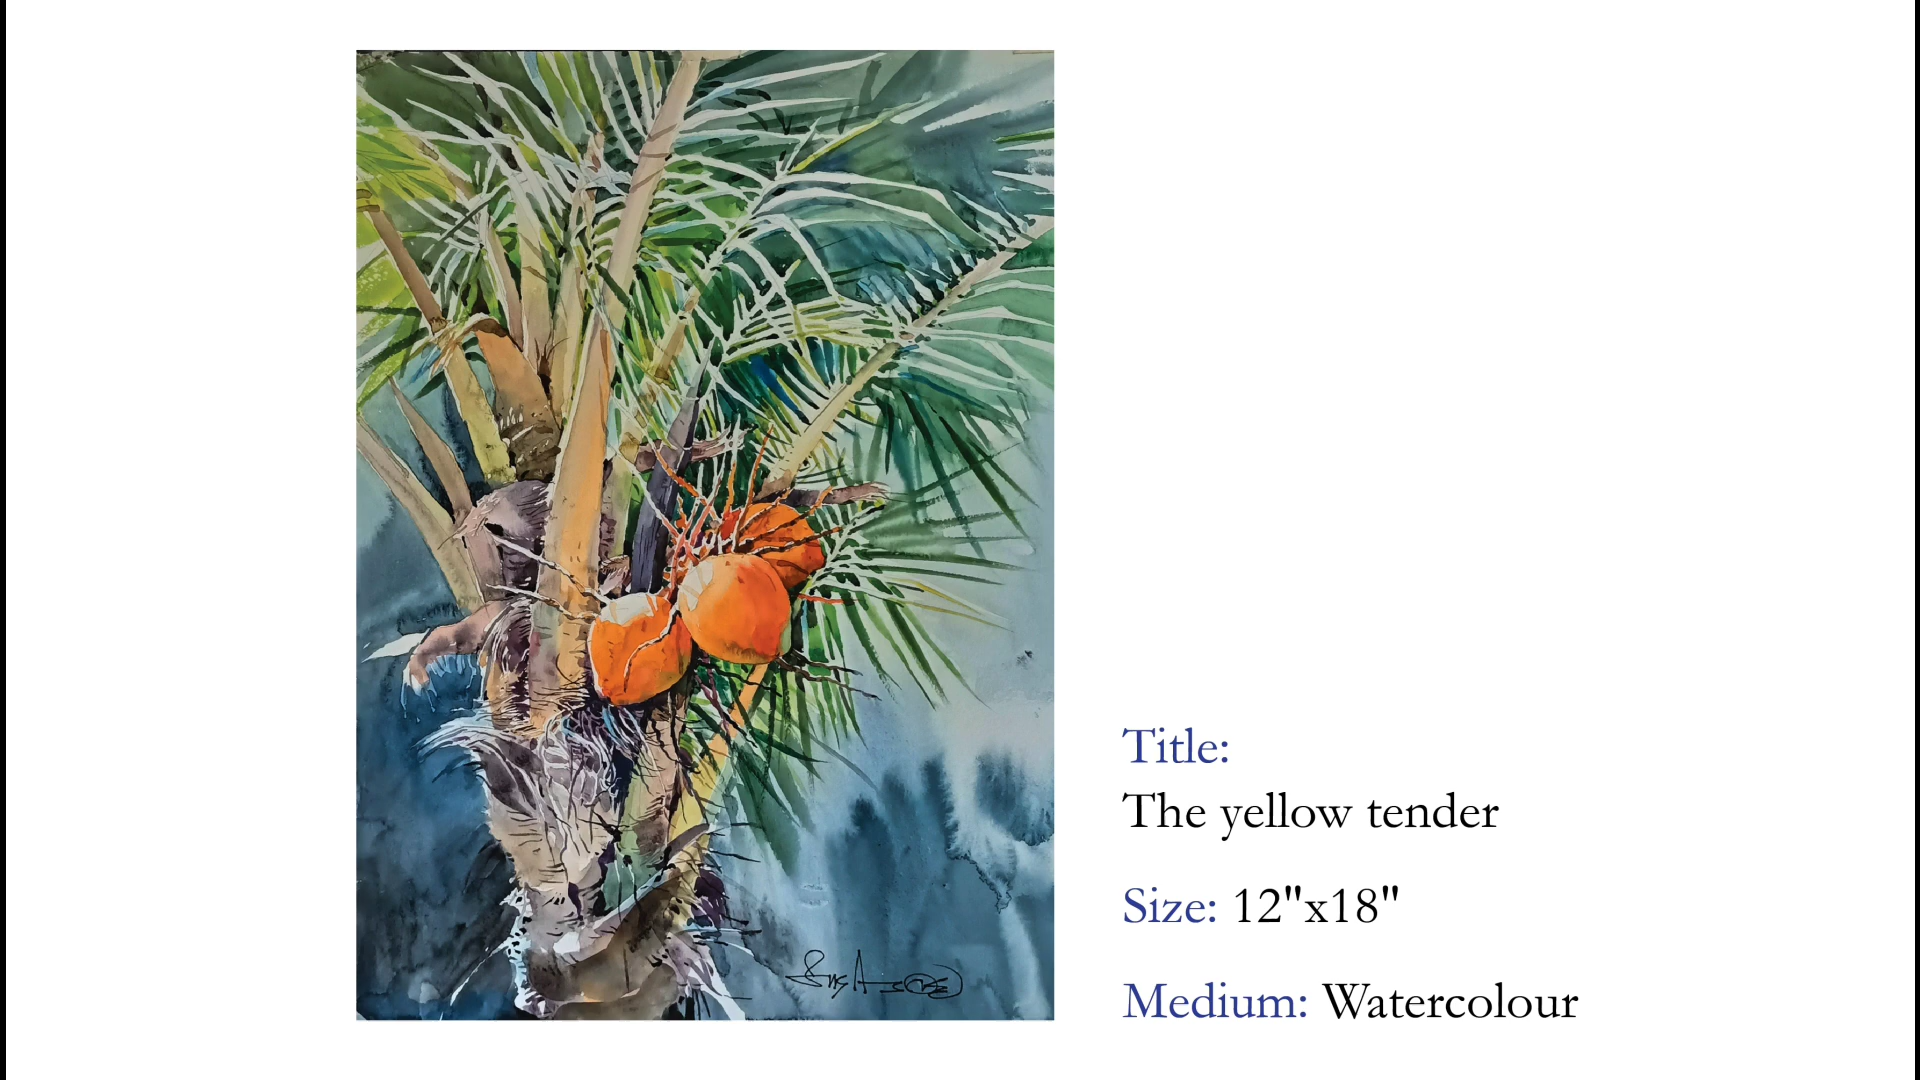 Title:
The yellow tender
Size: 12"x18"
Medium: Watercolour